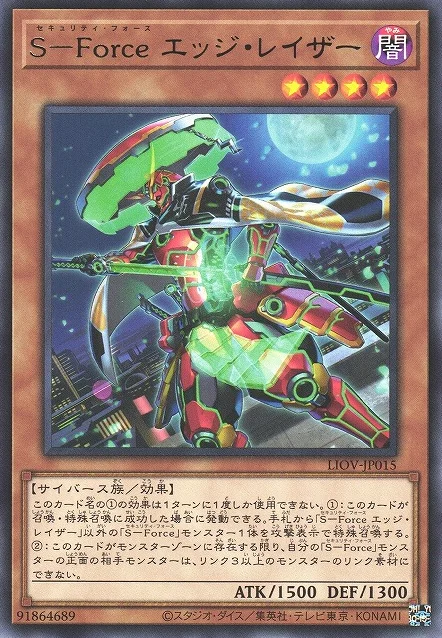 セキュリティ・フォース
S-Force エッジ・レイザー
やみ
闇
LIOV-JP015
【サイバース族/効果】
このカード名の①の効果は1ターンに1度しか使用できない。①：このカードが
召喚・特殊召喚に成功した場合に発動できる。手札から「S-Force エッジ・
レイザー」以外の「S-Force」モンスター1体を攻撃表示で特殊召喚する。
②：このカードがモンスターゾーンに存在する限り、自分の「S-Force」モンス
ターの正面の相手モンスターは、リンク3以上のモンスターのリンク素材に
できない。
ATK/1500 DEF/1300
91864689
©スタジオ・ダイス/集英社・テレビ東京・KONAMI